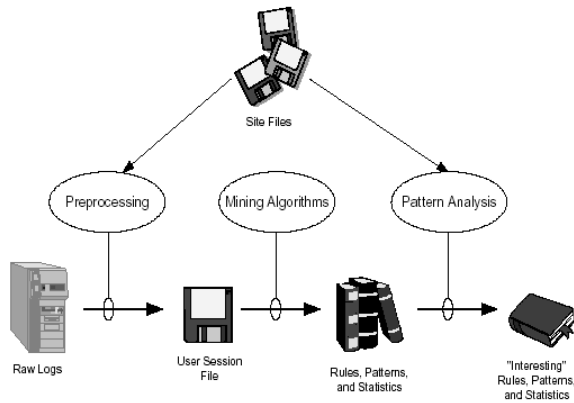 Site Files
Preprocessing
Mining Algorithms
Pattern Analysis
Raw Logs
User Session
File
Rules, Patterns,
and Statistics
"Interesting"
Rules, Patterns,
and Statistics